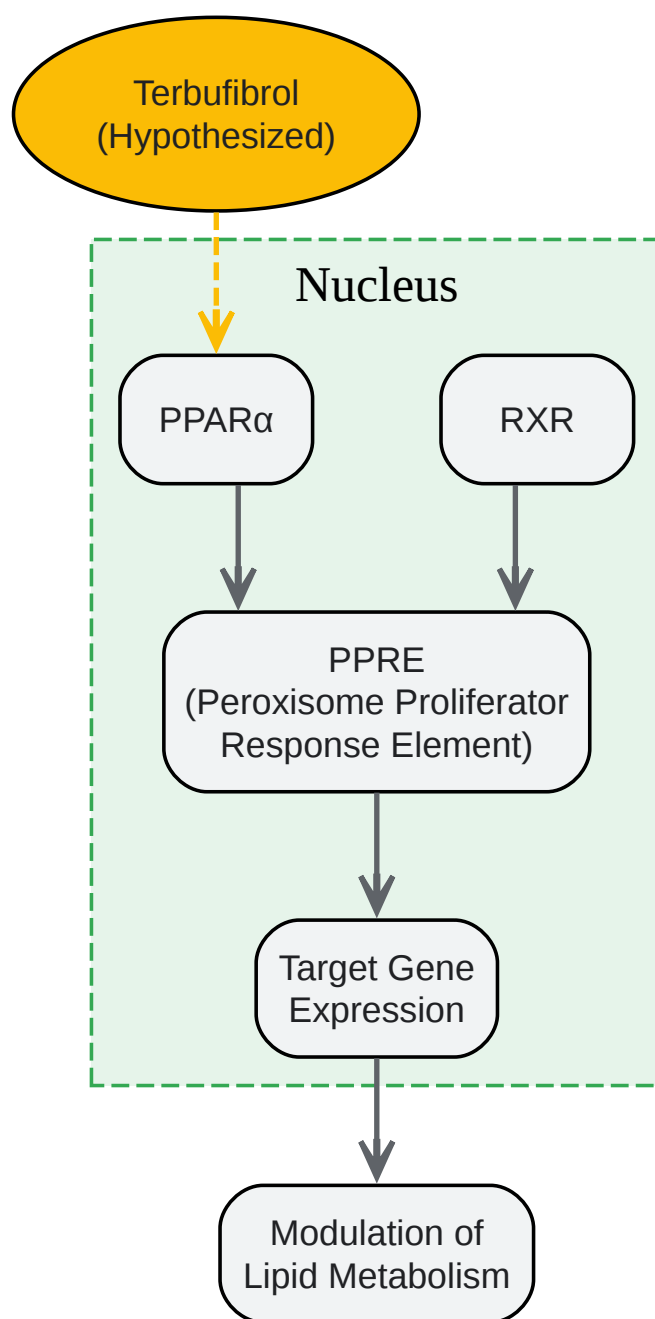 Terbufibrol
(Hypothesized)
Nucleus
PPARα
RXR
PPRE
(Peroxisome Proliferator
Response Element)
Target Gene
Expression
Modulation of
Lipid Metabolism